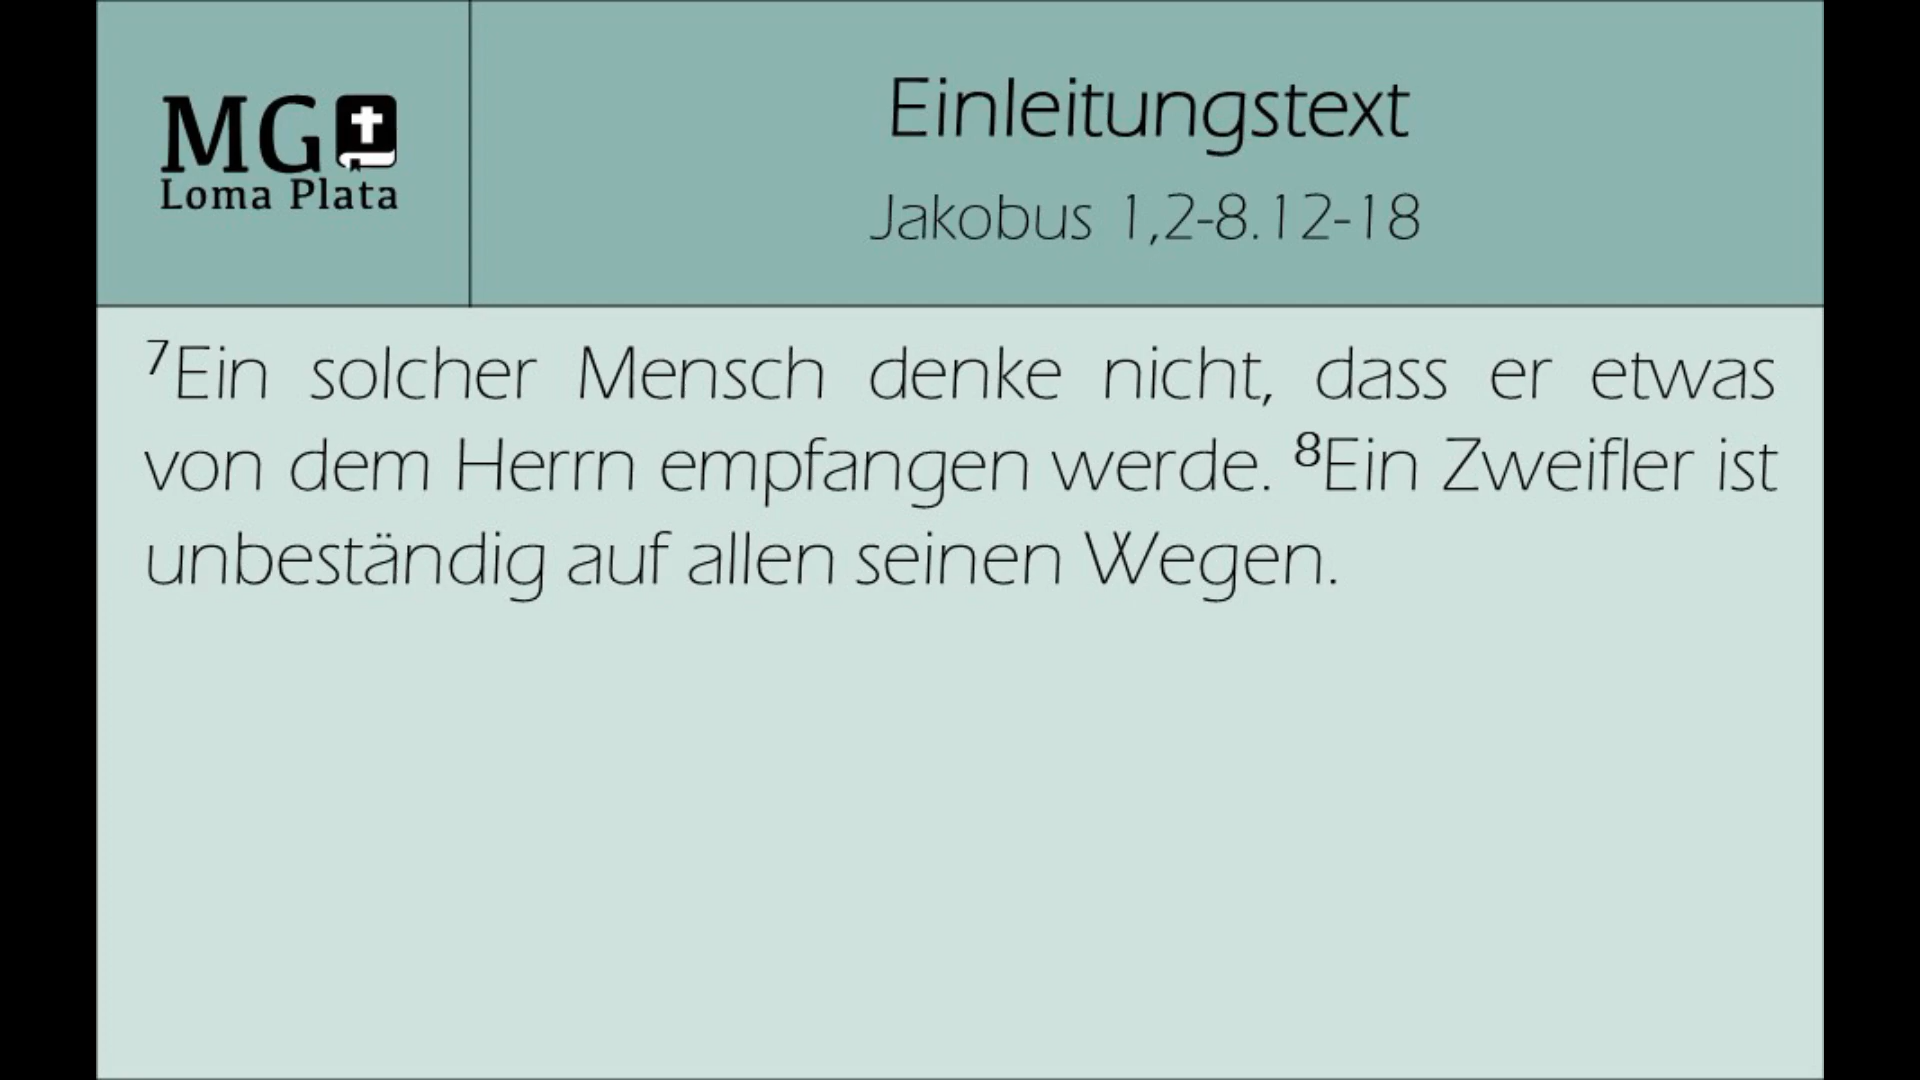 MG
Loma Plata
Einleitungstext
Jakobus 1,2-8.12-18
⁷Ein solcher Mensch denke nicht, dass er etwas
von dem Herrn empfangen werde. ⁸Ein Zweifler ist
unbeständig auf allen seinen Wegen.